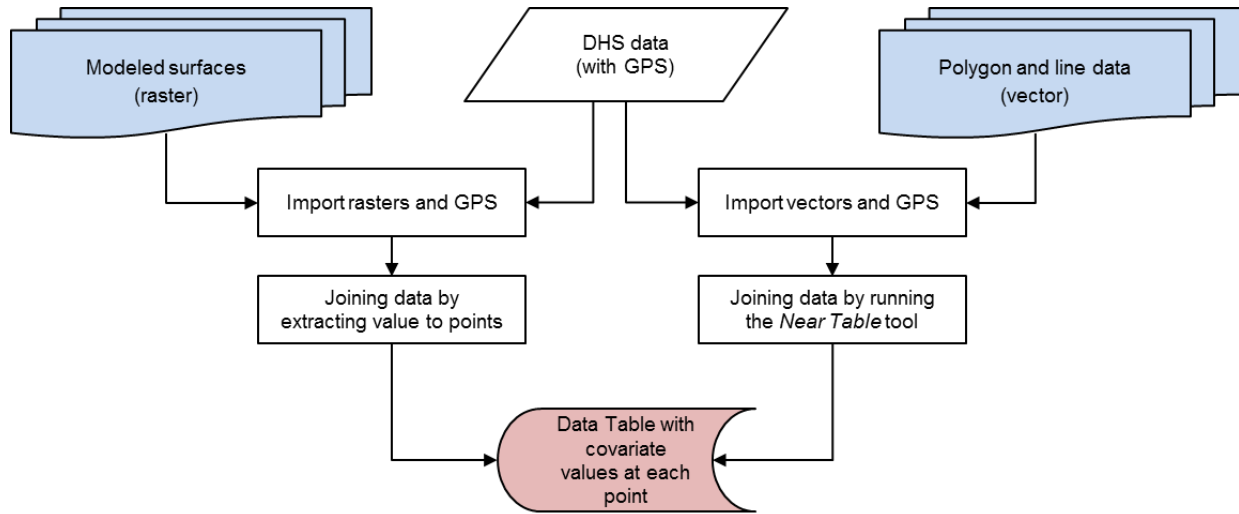 Modeled surfaces
(raster)
DHS data
(with GPS)
Polygon and line data
(vector)
Import rasters and GPS
Import vectors and GPS
Joining data by
extracting value to points
Joining data by running
the Near Table tool
Data Table with
covariate
values at each
point